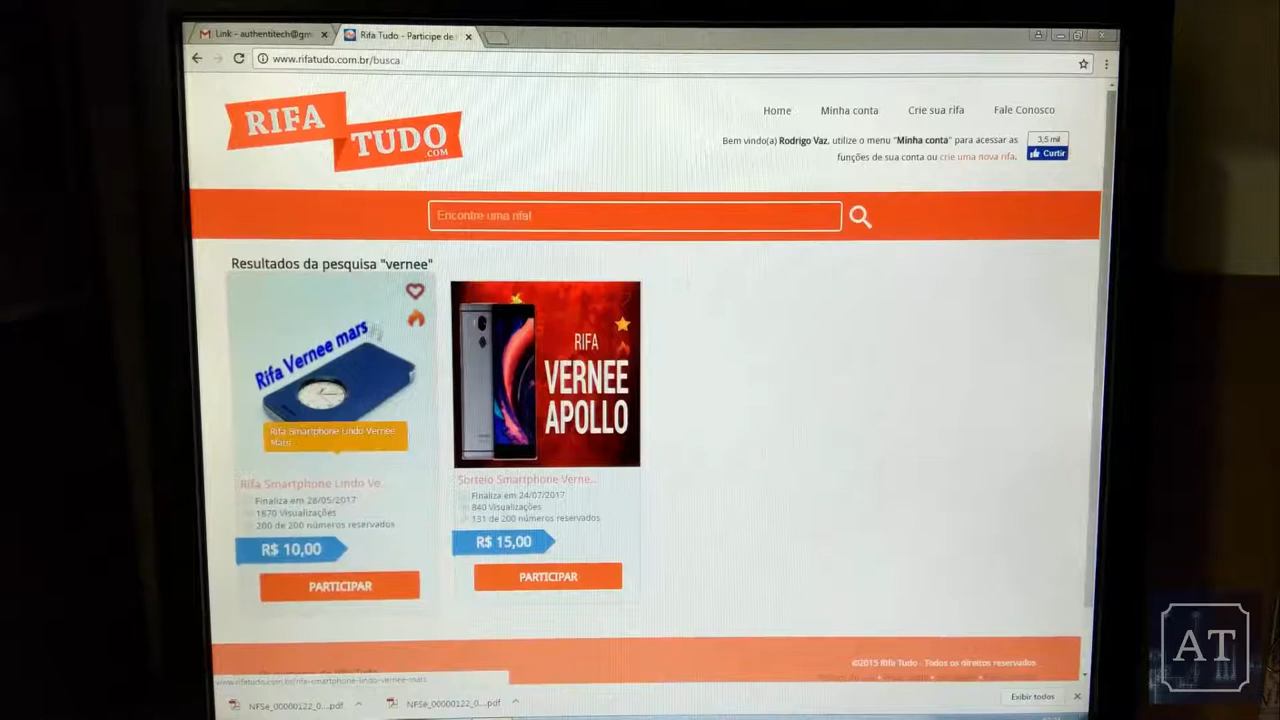 Link - authentitech@gm
Rifa Tudo - Participe de
www.rifatudo.com.br/busca
RIFA
TUDO
.COM
Home
Minha conta
Crie sua rifa
Fale Conosco
Bem vindo(a) Rodrigo Vaz, utilize o menu "Minha conta" para acessar as
funções de sua conta ou crie uma nova rifa.
3,5 mil
Curtir
Encontre uma rifa!
Resultados da pesquisa "vernee"
Rifa Vernee mars
Rifa Smartphone Lindo Vernee
Mars
Rifa Smartphone Lindo Ve...
Finaliza em 28/05/2017
1870 Visualizações
200 de 200 números reservados
R$ 10,00
PARTICIPAR
RIFA
VERNEE
APOLLO
Sorteio Smartphone Verne...
Finaliza em 24/07/2017
840 Visualizações
131 de 200 números reservados
R$ 15,00
PARTICIPAR
©2015 Rifa Tudo - Todos os direitos reservados
www.rifatudo.com.br/rifa-smartphone-lindo-vernee-mars
NFSe_00000122_0....pdf
NFSe_00000122_0....pdf
Exibir todos
AT